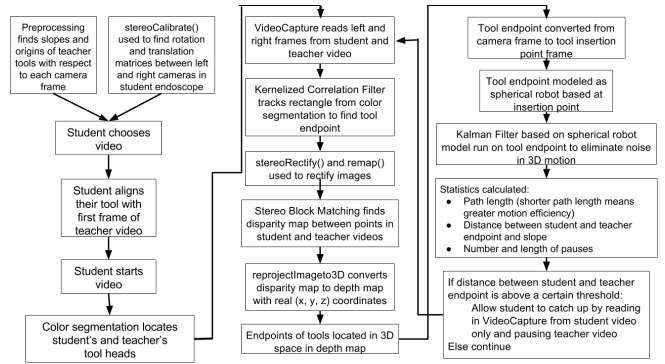 Preprocessing
finds slopes and
origins of teacher
tools with respect
to each camera
frame
stereoCalibrate()
used to find rotation
and translation
matrices between left
and right cameras in
student endoscope
Student chooses
video
Student aligns
their tool with
first frame of
teacher video
Student starts
video
Color segmentation locates
student's and teacher's
tool heads
VideoCapture reads left and
right frames from student and
teacher video
Kernelized Correlation Filter
tracks rectangle from color
segmentation to find tool
endpoint
stereoRectify() and remap()
used to rectify images
Stereo Block Matching finds
disparity map between points in
student and teacher videos
reprojectImageto3D converts
disparity map to depth map
with real (x, y, z) coordinates
Endpoints of tools located in 3D
space in depth map
Tool endpoint converted from
camera frame to tool insertion
point frame
Tool endpoint modeled as
spherical robot based at
insertion point
Kalman Filter based on spherical robot
model run on tool endpoint to eliminate noise
in 3D motion
Statistics calculated:
● Path length (shorter path length means
greater motion efficiency)
● Distance between student and teacher
endpoint and slope
● Number and length of pauses
If distance between student and teacher
endpoint is above a certain threshold:
Allow student to catch up by reading
in VideoCapture from student video
only and pausing teacher video
Else continue